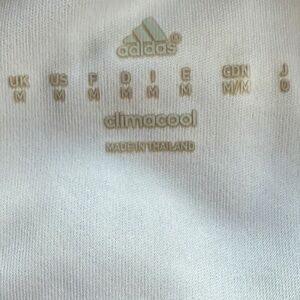 adidas®
UK US F D I E CDN J
M M M M M M M/M O
climacool
MADE IN THAILAND